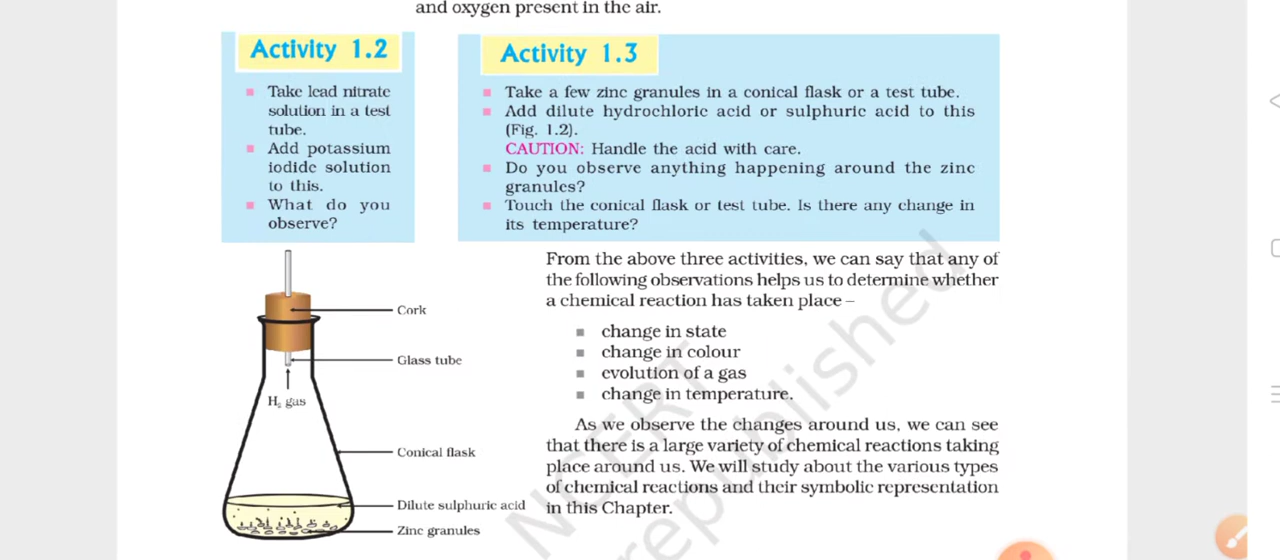 and oxygen present in the air.
Activity 1.2
Take lead nitrate
solution in a test
tube.
Add potassium
iodide solution
to this.
What do you
observe?
Activity 1.3
Take a few zinc granules in a conical flask or a test tube.
Add dilute hydrochloric acid or sulphuric acid to this
(Fig. 1.2).
CAUTION: Handle the acid with care.
Do you observe anything happening around the zinc
granules?
Touch the conical flask or test tube. Is there any change in
its temperature?
Cork
Glass tube
H₂ gas
Conical flask
Dilute sulphuric acid
Zinc granules
From the above three activities, we can say that any of
the following observations helps us to determine whether
a chemical reaction has taken place –
change in state
change in colour
evolution of a gas
change in temperature.
As we observe the changes around us, we can see
that there is a large variety of chemical reactions taking
place around us. We will study about the various types
of chemical reactions and their symbolic representation
in this Chapter.
NCERT
republished